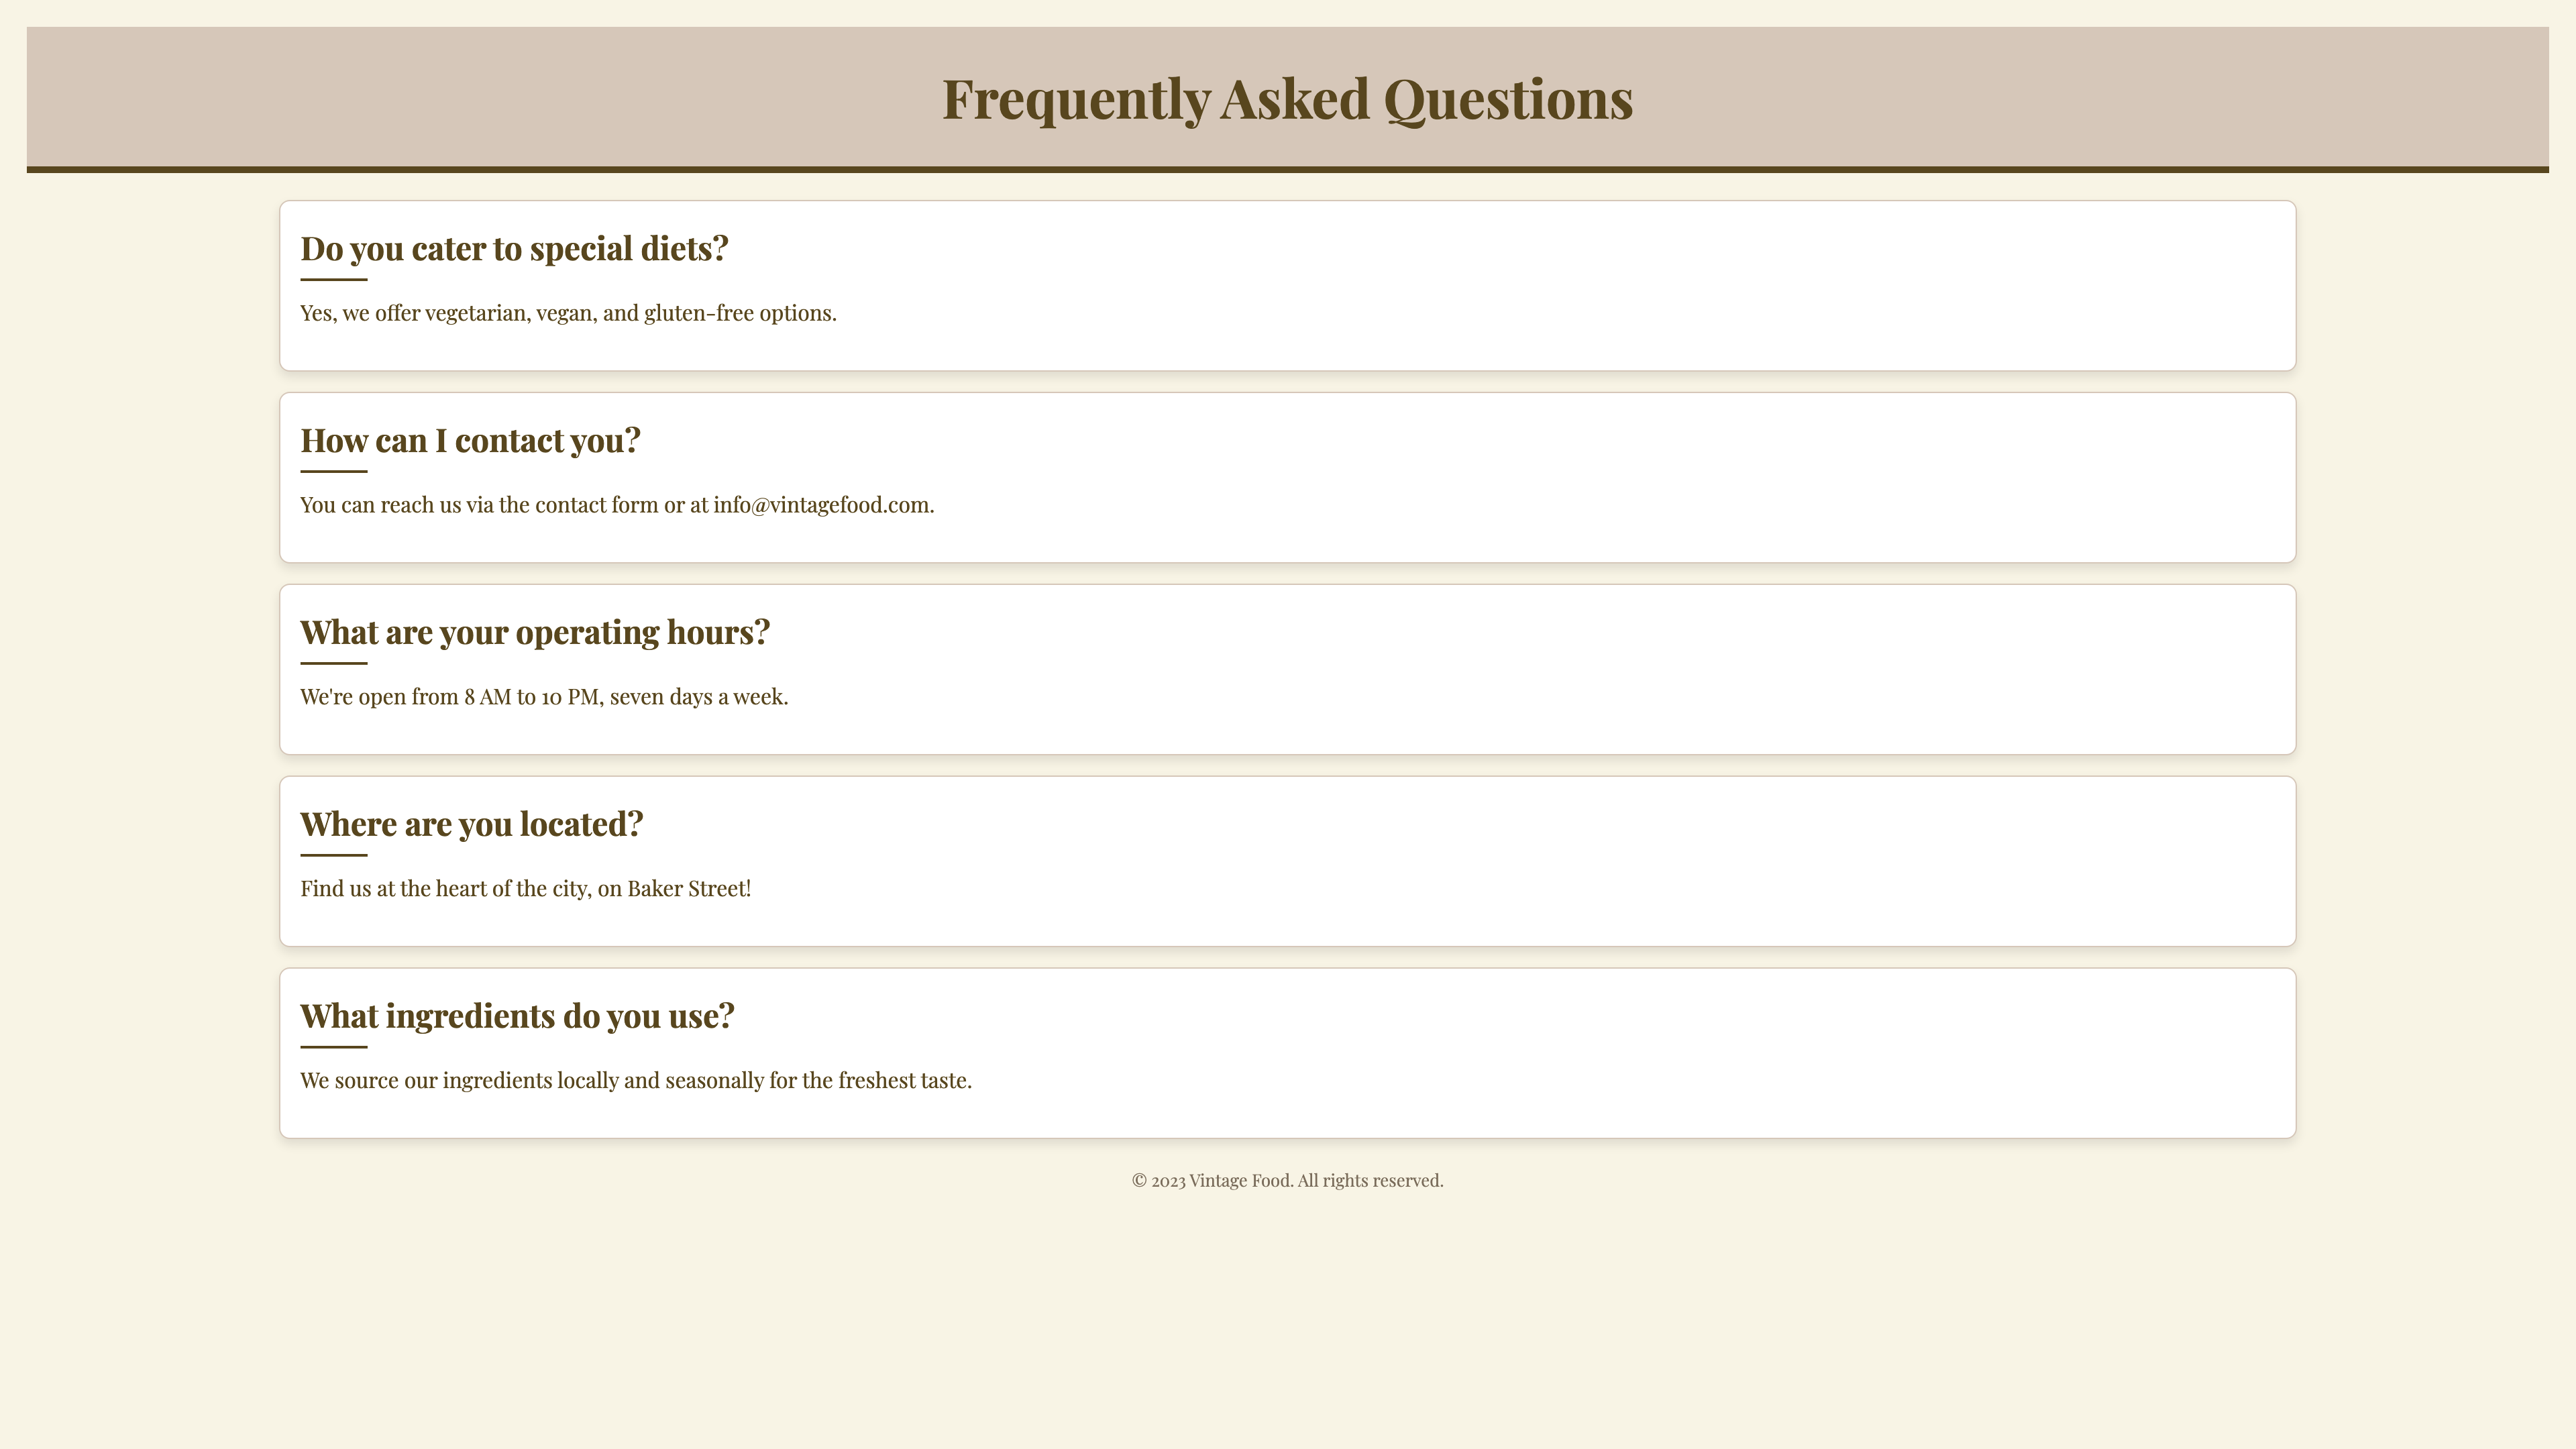 Frequently Asked Questions
Do you cater to special diets?
Yes, we offer vegetarian, vegan, and gluten-free options.
How can I contact you?
You can reach us via the contact form or at info@vintagefood.com.
What are your operating hours?
We're open from 8 AM to 10 PM, seven days a week.
Where are you located?
Find us at the heart of the city, on Baker Street!
What ingredients do you use?
We source our ingredients locally and seasonally for the freshest taste.
© 2023 Vintage Food. All rights reserved.